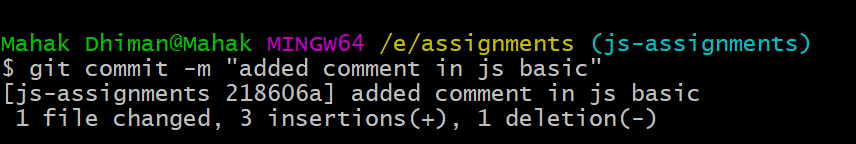 Mahak Dhiman@Mahak MINGW64 /e/assignments (js-assignments)
$ git commit -m "added comment in js basic"
[js-assignments 218606a] added comment in js basic
 1 file changed, 3 insertions(+), 1 deletion(-)